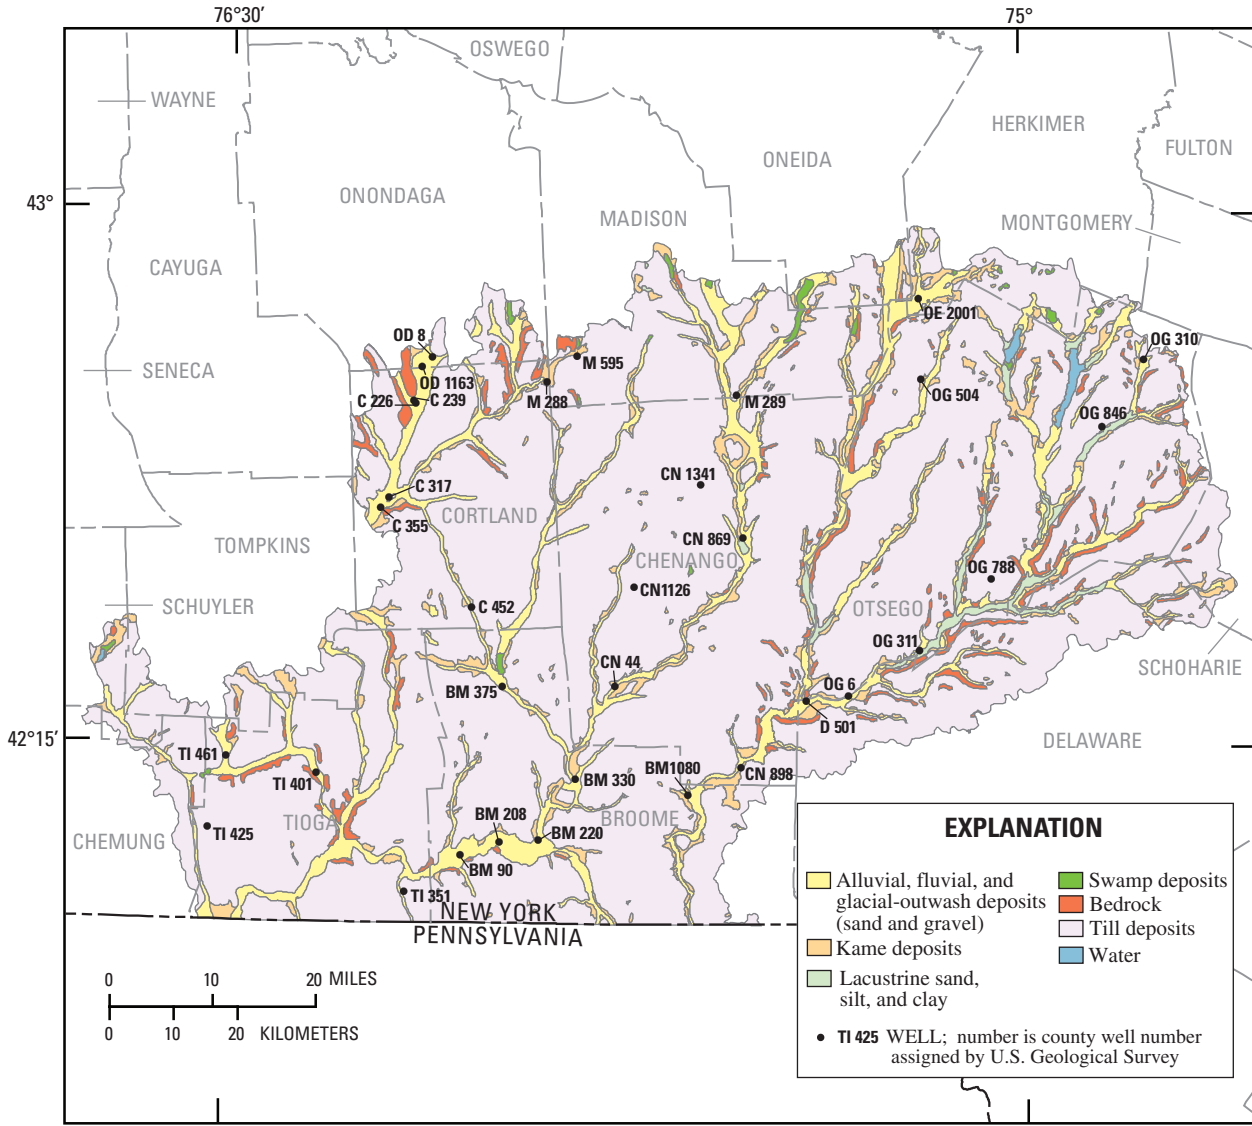 76°30′
75°
OSWEGO
WAYNE
HERKIMER
FULTON
ONEIDA
ONONDAGA
43°
MADISON
MONTGOMERY
CAYUGA
OE 2001
OD 8
OG 310
M 595
SENECA
OD 1163
C 226
C 239
M 288
M 289
OG 504
OG 846
CN 1341
C 317
CORTLAND
C 355
CN 869
TOMPKINS
CHENANGO
OG 788
CN1126
SCHUYLER
C 452
OTSEGO
OG 311
SCHOHARIE
CN 44
BM 375
OG 6
D 501
42°15′
DELAWARE
TI 461
TI 401
BM 330
BM1080
CN 898
BM 208
BROOME
TIOGA
TI 425
BM 220
CHEMUNG
BM 90
TI 351
NEW YORK
PENNSYLVANIA
0 10 20 MILES
0 10 20 KILOMETERS
EXPLANATION
Alluvial, fluvial, and
glacial-outwash deposits
(sand and gravel)
Kame deposits
Lacustrine sand,
silt, and clay
Swamp deposits
Bedrock
Till deposits
Water
TI 425 WELL; number is county well number
assigned by U.S. Geological Survey